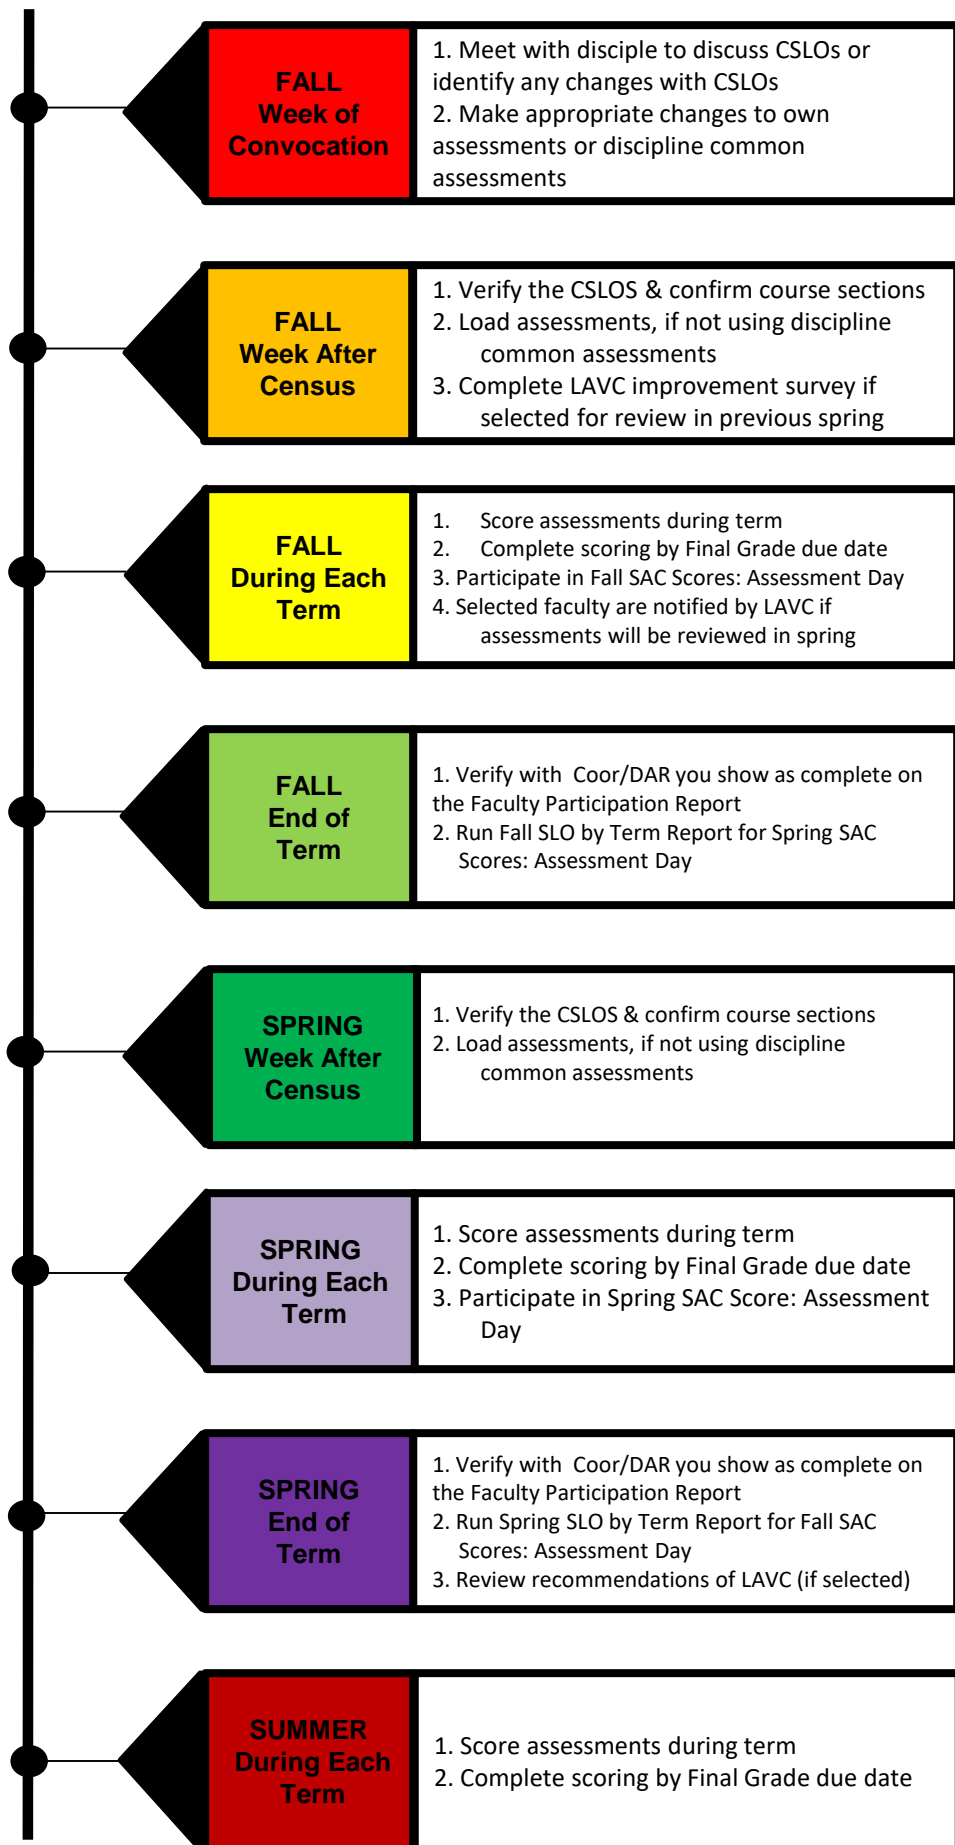 FALL
Week of
Convocation
1. Meet with disciple to discuss CSLOs or
identify any changes with CSLOs
2. Make appropriate changes to own
assessments or discipline common
assessments
FALL
Week After
Census
1. Verify the CSLOS & confirm course sections
2. Load assessments, if not using discipline
common assessments
3. Complete LAVC improvement survey if
selected for review in previous spring
FALL
During Each
Term
1. Score assessments during term
2. Complete scoring by Final Grade due date
3. Participate in Fall SAC Scores: Assessment Day
4. Selected faculty are notified by LAVC if
assessments will be reviewed in spring
FALL
End of
Term
1. Verify with Coor/DAR you show as complete on
the Faculty Participation Report
2. Run Fall SLO by Term Report for Spring SAC
Scores: Assessment Day
SPRING
Week After
Census
1. Verify the CSLOS & confirm course sections
2. Load assessments, if not using discipline
common assessments
SPRING
During Each
Term
1. Score assessments during term
2. Complete scoring by Final Grade due date
3. Participate in Spring SAC Score: Assessment
Day
SPRING
End of
Term
1. Verify with Coor/DAR you show as complete on
the Faculty Participation Report
2. Run Spring SLO by Term Report for Fall SAC
Scores: Assessment Day
3. Review recommendations of LAVC (if selected)
SUMMER
During Each
Term
1. Score assessments during term
2. Complete scoring by Final Grade due date